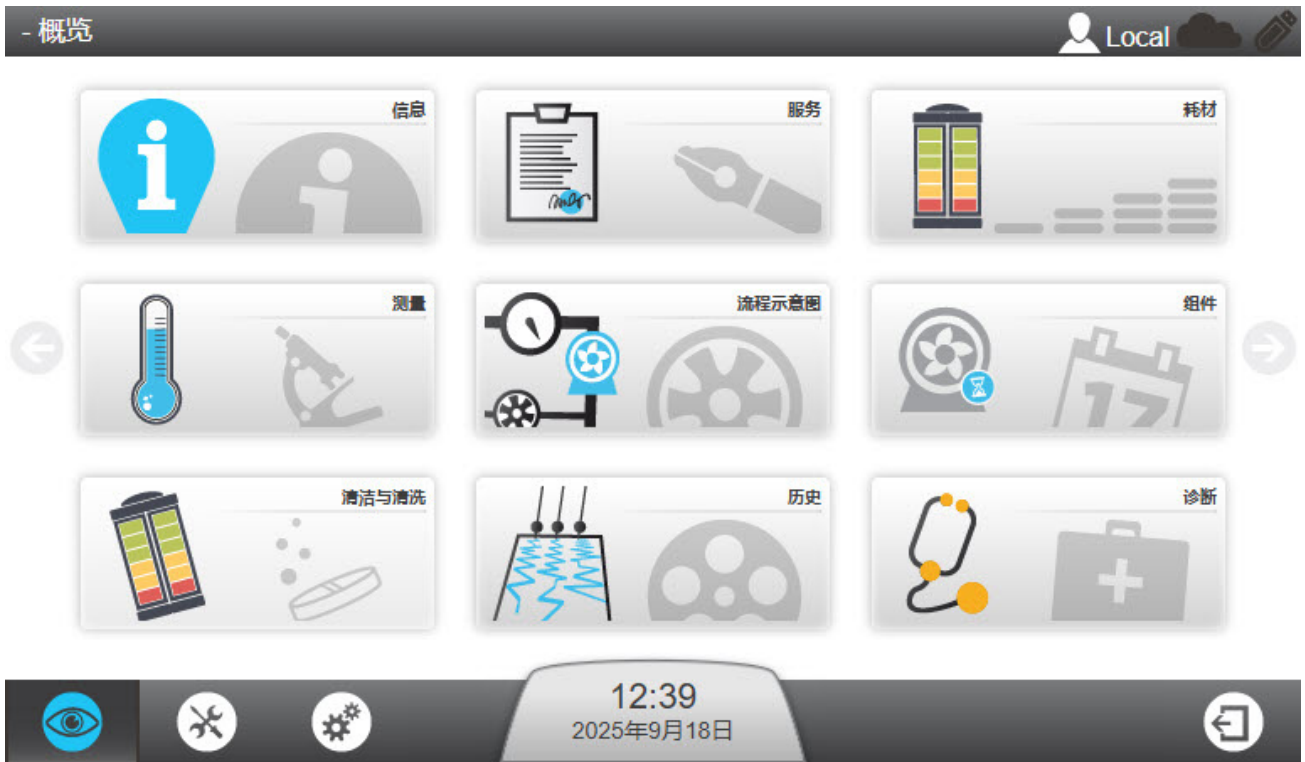 - 概览
Local
信息
服务
耗材
测量
流程示意图
组件
17
清洁与清洗
历史
诊断
12:39
2025年9月18日